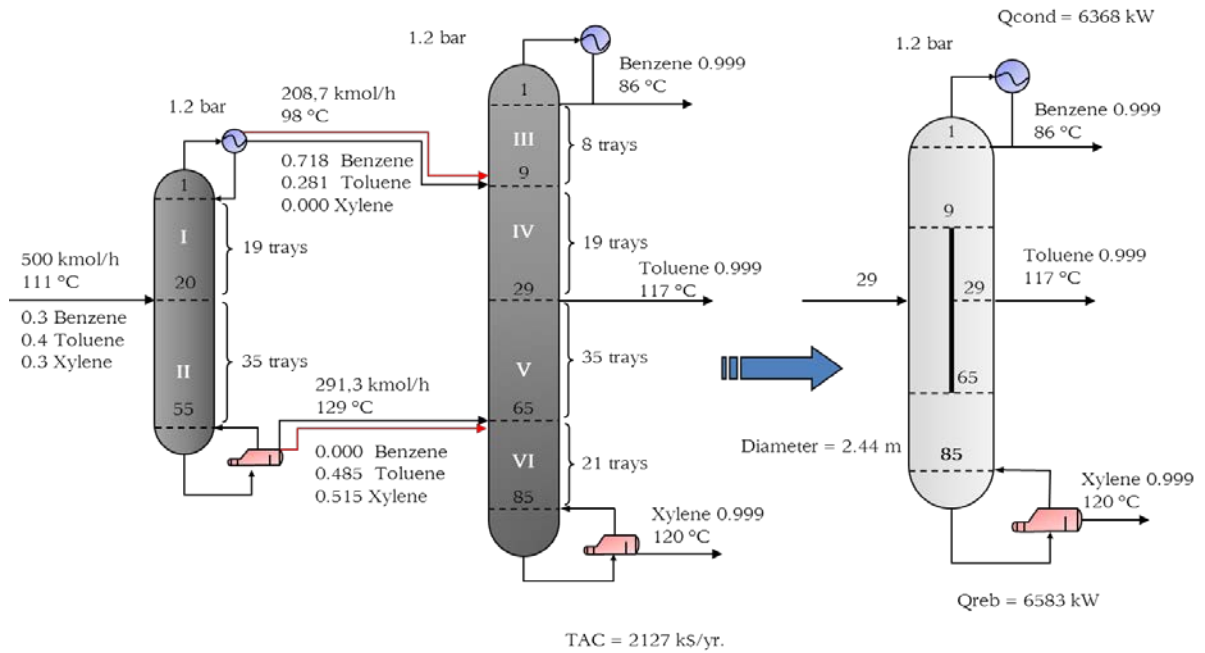 Qcond = 6368 kW
1.2 bar
1.2 bar
Benzene 0.999
86 °C
208,7 kmol/h
98 °C
1.2 bar
Benzene 0.999
86 °C
1
III
8 trays
9
0.718 Benzene
0.281 Toluene
0.000 Xylene
1
1
I
19 trays
IV
19 trays
9
500 kmol/h
111 °C
20
Toluene 0.999
117 °C
29
Toluene 0.999
117 °C
29
29
0.3 Benzene
0.4 Toluene
0.3 Xylene
II
35 trays
V
35 trays
55
291,3 kmol/h
129 °C
65
65
0.000 Benzene
0.485 Toluene
0.515 Xylene
VI
21 trays
85
Diameter = 2.44 m
85
Xylene 0.999
120 °C
Xylene 0.999
120 °C
Qreb = 6583 kW
TAC = 2127 kS/yr.